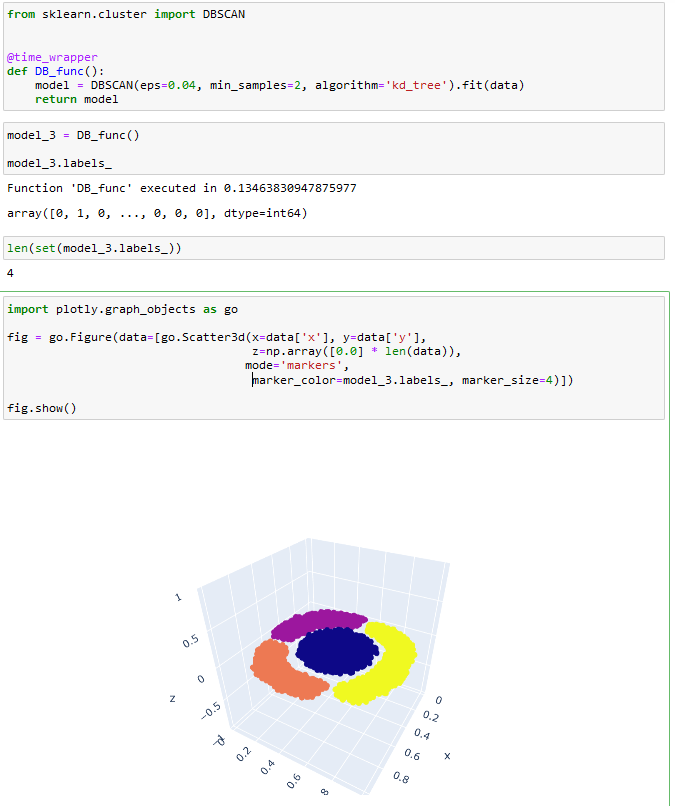 from sklearn.cluster import DBSCAN
@time_wrapper
def DB_func():
    model = DBSCAN(eps=0.04, min_samples=2, algorithm='kd_tree').fit(data)
    return model
model_3 = DB_func()
model_3.labels_
Function 'DB_func' executed in 0.13463830947875977
array([0, 1, 0, ..., 0, 0, 0], dtype=int64)
len(set(model_3.labels_))
4
import plotly.graph_objects as go
fig = go.Figure(data=[go.Scatter3d(x=data['x'], y=data['y'],
                                   z=np.array([0.0] * len(data)),
                                  mode='markers',
                                   marker_color=model_3.labels_, marker_size=4)])
fig.show()
1
0.5
0
z
−0.5
−1
0
0.2
0.4
0.6
8
0
0.2
0.4
x
0.6
0.8